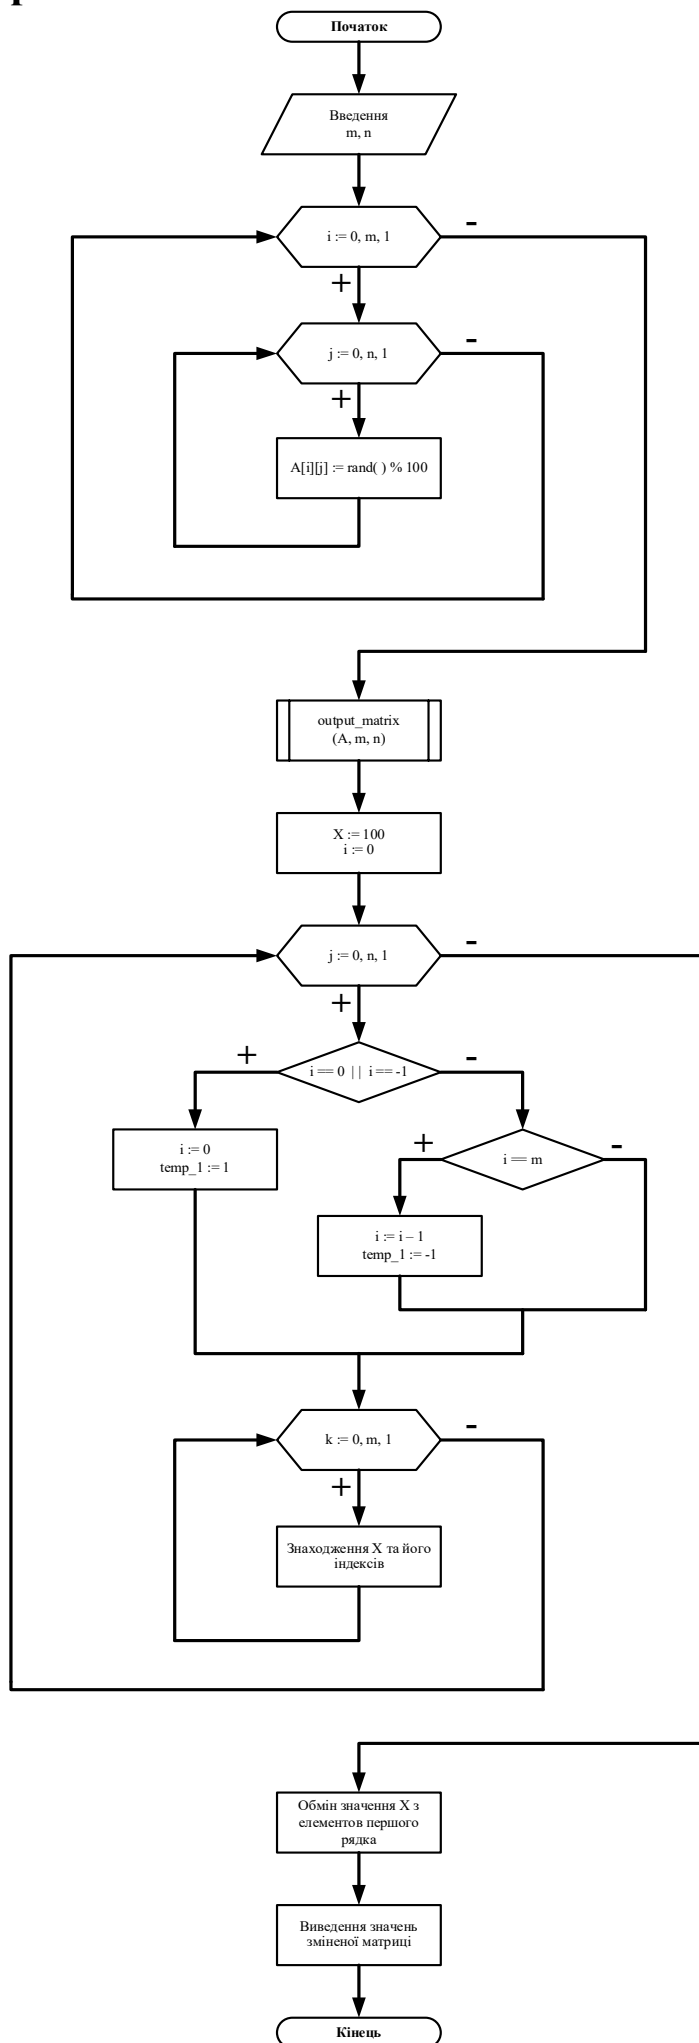 Початок
Введення
m, n
i := 0, m, 1
-
+
j := 0, n, 1
-
+
A[i][j] := rand( ) % 100
output_matrix
(A, m, n)
X := 100
i := 0
j := 0, n, 1
-
+
i == 0 | | i == -1
+
-
i := 0
temp_1 := 1
i == m
+
-
i := i – 1
temp_1 := -1
k := 0, m, 1
-
+
Знаходження X та його
індексів
Обмін значення X з
елементов першого
рядка
Виведення значень
зміненої матриці
Кінець